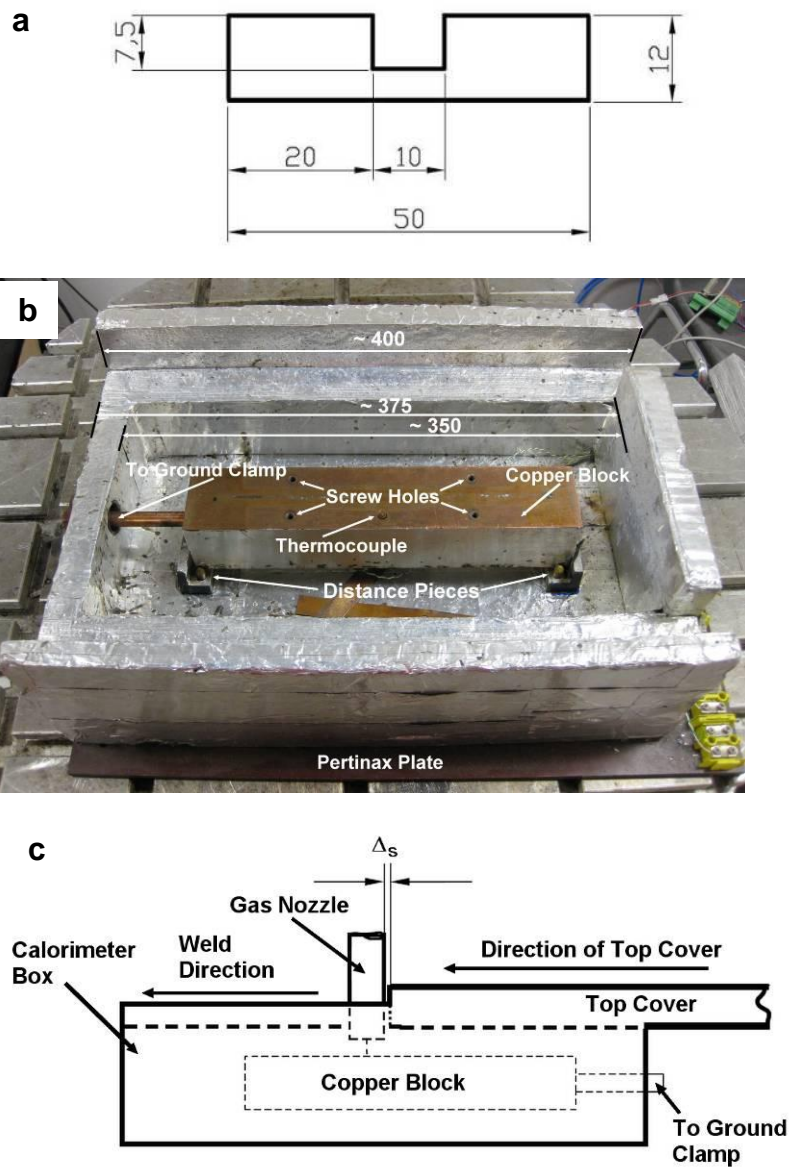 a
7,5
12
20
10
50
b
~ 400
~ 375
~ 350
To Ground Clamp
Copper Block
Screw Holes
Thermocouple
Distance Pieces
Pertinax Plate
c
Δs
Gas Nozzle
Weld
Direction
Direction of Top Cover
Calorimeter
Box
Top Cover
Copper Block
To Ground
Clamp